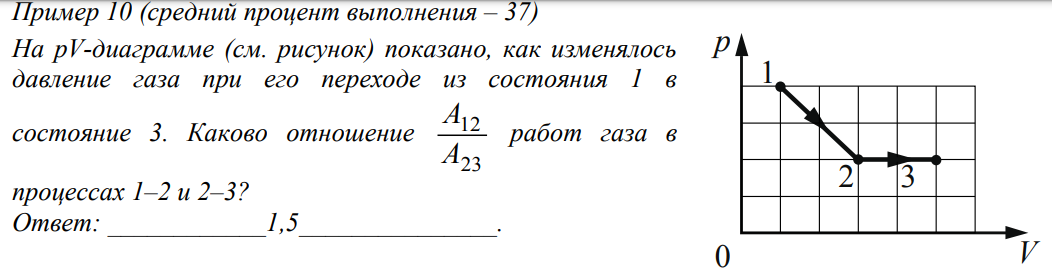 Пример 10 (средний процент выполнения – 37)
На pV-диаграмме (см. рисунок) показано, как изменялось
давление газа при его переходе из состояния 1 в
состояние 3. Каково отношение A₁₂/A₂₃ работ газа в
процессах 1–2 и 2–3?
Ответ: ____________1,5_______________.
p
1
2
3
0
V